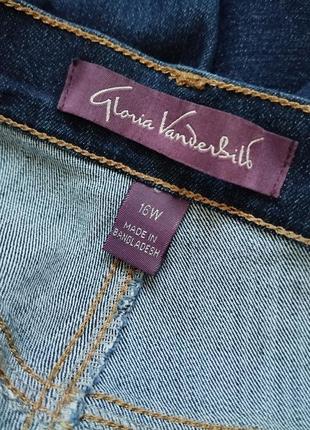 Gloria Vanderbilt
16W
MADE IN
BANGLADESH